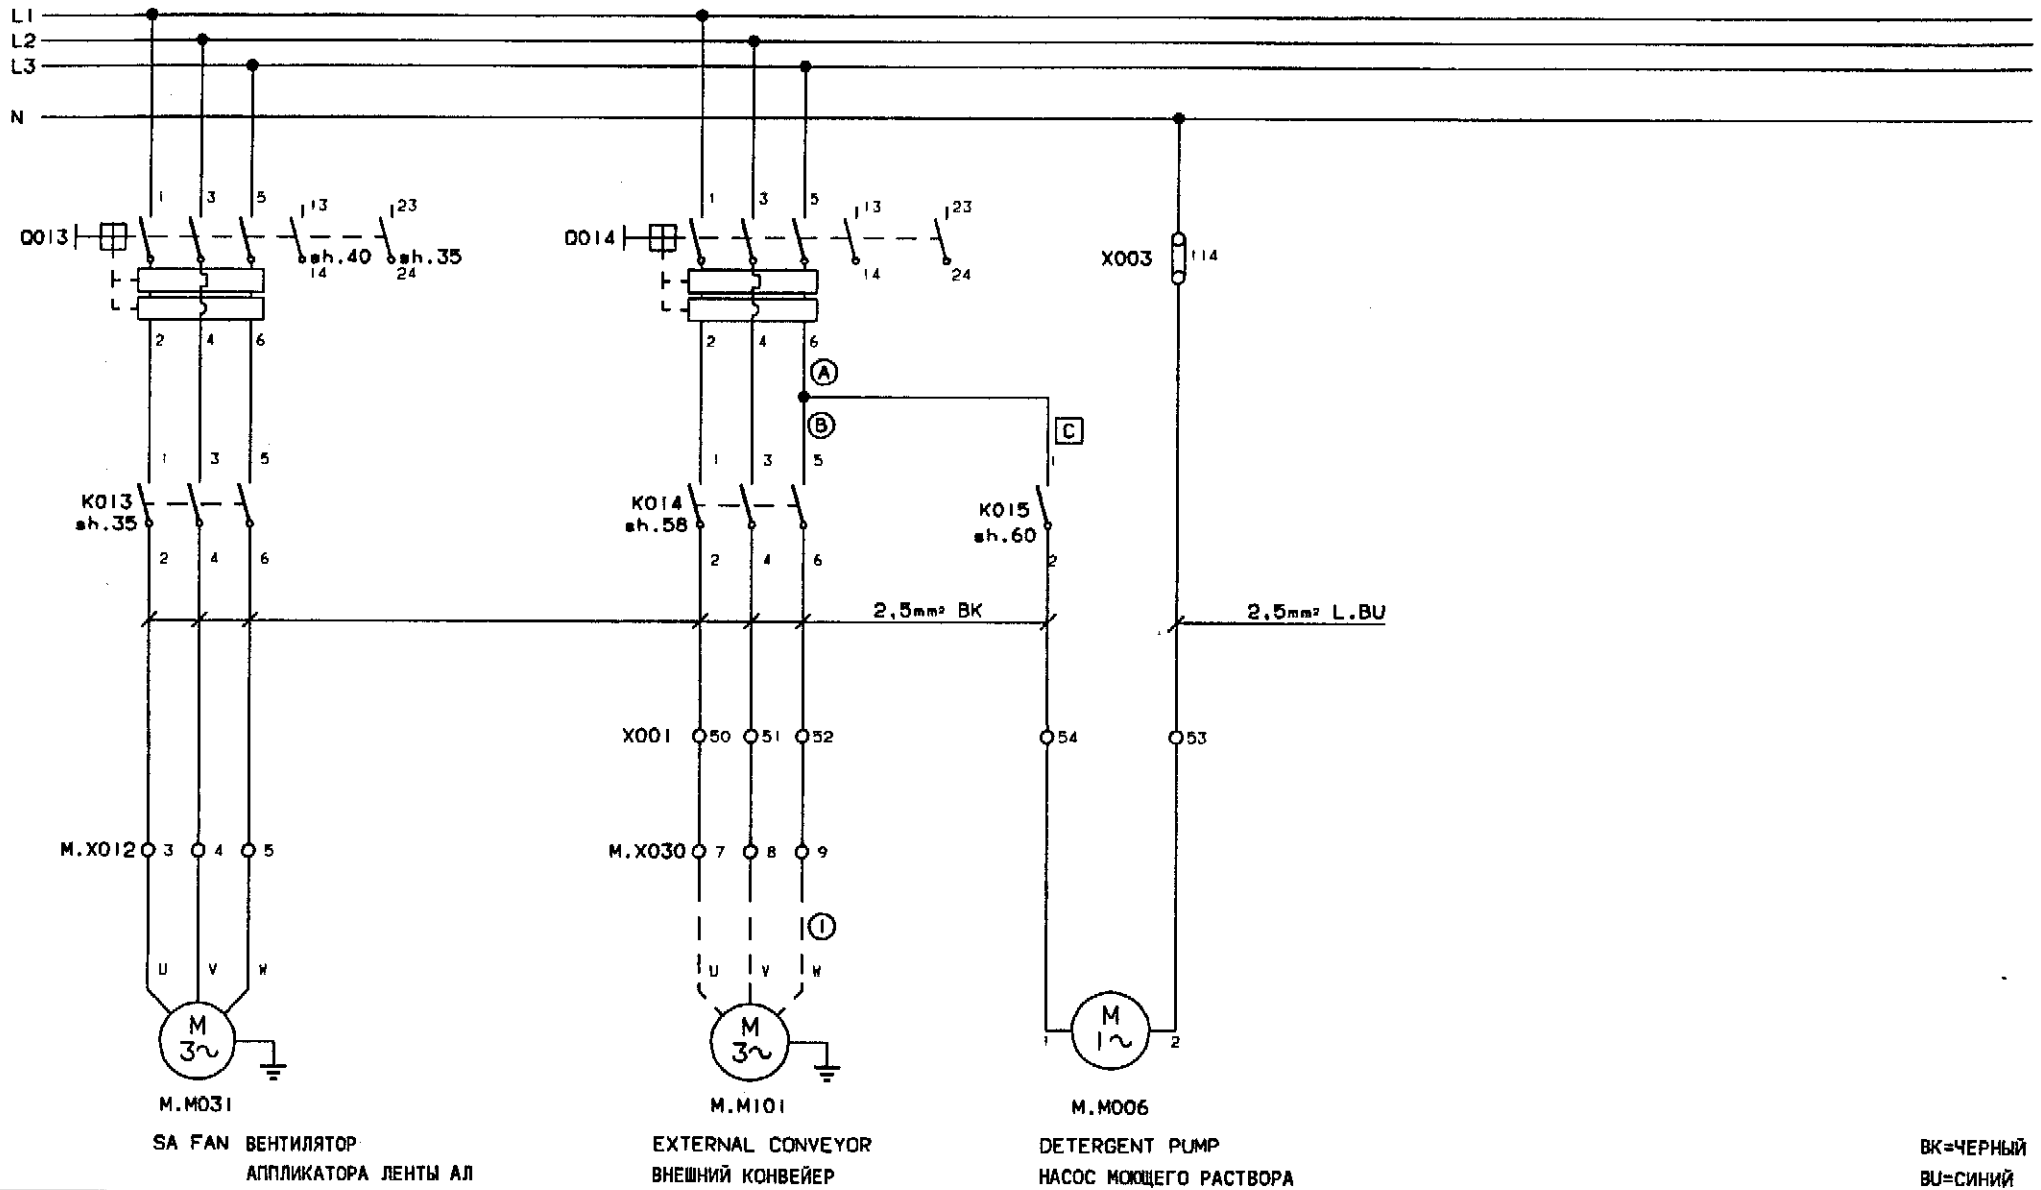 L1
L2
L3
N
1 3 5 13 23
Q013 sh.40 sh.35
14 24
2 4 6
1 3 5 13 23
Q014
14 24
2 4 6
X003 114
A
B
C
1 3 5
K013
sh.35
2 4 6
1 3 5
K014
sh.58
2 4 6
1
K015
sh.60
2
2,5mm² BK
2,5mm² L.BU
X001 50 51 52 54 53
M.X012 3 4 5
M.X030 7 8 9
1
U V W
U V W
M
3~
M
3~
1 M 2
1~
M.M031
M.M101
M.M006
SA FAN ВЕНТИЛЯТОР
АППЛИКАТОРА ЛЕНТЫ АЛ
EXTERNAL CONVEYOR
ВНЕШНИЙ КОНВЕЙЕР
DETERGENT PUMP
НАСОС МОЮЩЕГО РАСТВОРА
BK=ЧЕРНЫЙ
BU=СИНИЙ